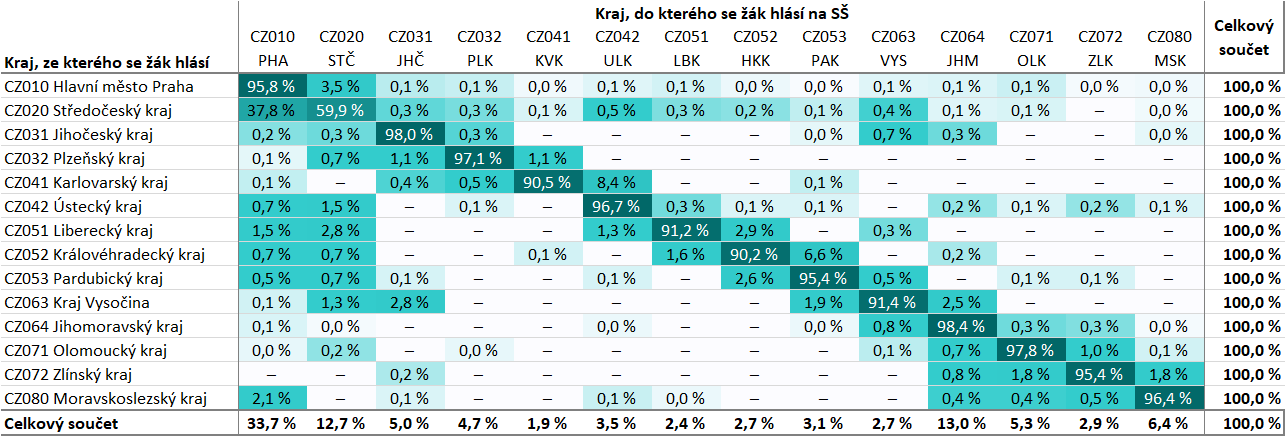 Kraj, do kterého se žák hlásí na SŠ
Celkový součet
Kraj, ze kterého se žák hlásí CZ010 PHA CZ020 STČ CZ031 JHČ CZ032 PLK CZ041 KVK CZ042 ULK CZ051 LBK CZ052 HKK CZ053 PAK CZ063 VYS CZ064 JHM CZ071 OLK CZ072 ZLK CZ080 MSK
CZ010 Hlavní město Praha 95,8 % 3,5 % 0,1 % 0,1 % 0,0 % 0,1 % 0,1 % 0,0 % 0,0 % 0,1 % 0,1 % 0,1 % 0,0 % 0,0 % 100,0 %
CZ020 Středočeský kraj 37,8 % 59,9 % 0,3 % 0,3 % 0,1 % 0,5 % 0,3 % 0,2 % 0,1 % 0,4 % 0,1 % 0,1 % – 0,0 % 100,0 %
CZ031 Jihočeský kraj 0,2 % 0,3 % 98,0 % 0,3 % – – – – 0,0 % 0,7 % 0,3 % – – 0,0 % 100,0 %
CZ032 Plzeňský kraj 0,1 % 0,7 % 1,1 % 97,1 % 1,1 % – – – – – – – – – 100,0 %
CZ041 Karlovarský kraj 0,1 % – 0,4 % 0,5 % 90,5 % 8,4 % – – 0,1 % – – – – – 100,0 %
CZ042 Ústecký kraj 0,7 % 1,5 % – 0,1 % – 96,7 % 0,3 % 0,1 % 0,1 % – 0,2 % 0,1 % 0,2 % 0,1 % 100,0 %
CZ051 Liberecký kraj 1,5 % 2,8 % – – – 1,3 % 91,2 % 2,9 % – 0,3 % – – – – 100,0 %
CZ052 Královéhradecký kraj 0,7 % 0,7 % – – 0,1 % – 1,6 % 90,2 % 6,6 % – 0,2 % – – – 100,0 %
CZ053 Pardubický kraj 0,5 % 0,7 % 0,1 % – – 0,1 % – 2,6 % 95,4 % 0,5 % – 0,1 % 0,1 % – 100,0 %
CZ063 Kraj Vysočina 0,1 % 1,3 % 2,8 % – – – – – 1,9 % 91,4 % 2,5 % – – – 100,0 %
CZ064 Jihomoravský kraj 0,1 % 0,0 % – – – 0,0 % – – 0,0 % 0,8 % 98,4 % 0,3 % 0,3 % 0,0 % 100,0 %
CZ071 Olomoucký kraj 0,0 % 0,2 % – 0,0 % – – – – – 0,1 % 0,7 % 97,8 % 1,0 % 0,1 % 100,0 %
CZ072 Zlínský kraj – – 0,2 % – – – – – – – 0,8 % 1,8 % 95,4 % 1,8 % 100,0 %
CZ080 Moravskoslezský kraj 2,1 % – 0,1 % – – 0,1 % 0,0 % – – – 0,4 % 0,4 % 0,5 % 96,4 % 100,0 %
Celkový součet 33,7 % 12,7 % 5,0 % 4,7 % 1,9 % 3,5 % 2,4 % 2,7 % 3,1 % 2,7 % 13,0 % 5,3 % 2,9 % 6,4 % 100,0 %